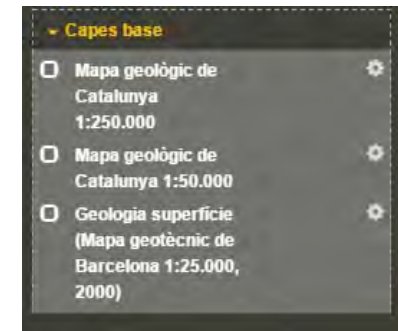 Capes base
Mapa geològic de
Catalunya
1:250.000
Mapa geològic de
Catalunya 1:50.000
Geologia superfície
(Mapa geotècnic de
Barcelona 1:25.000,
2000)